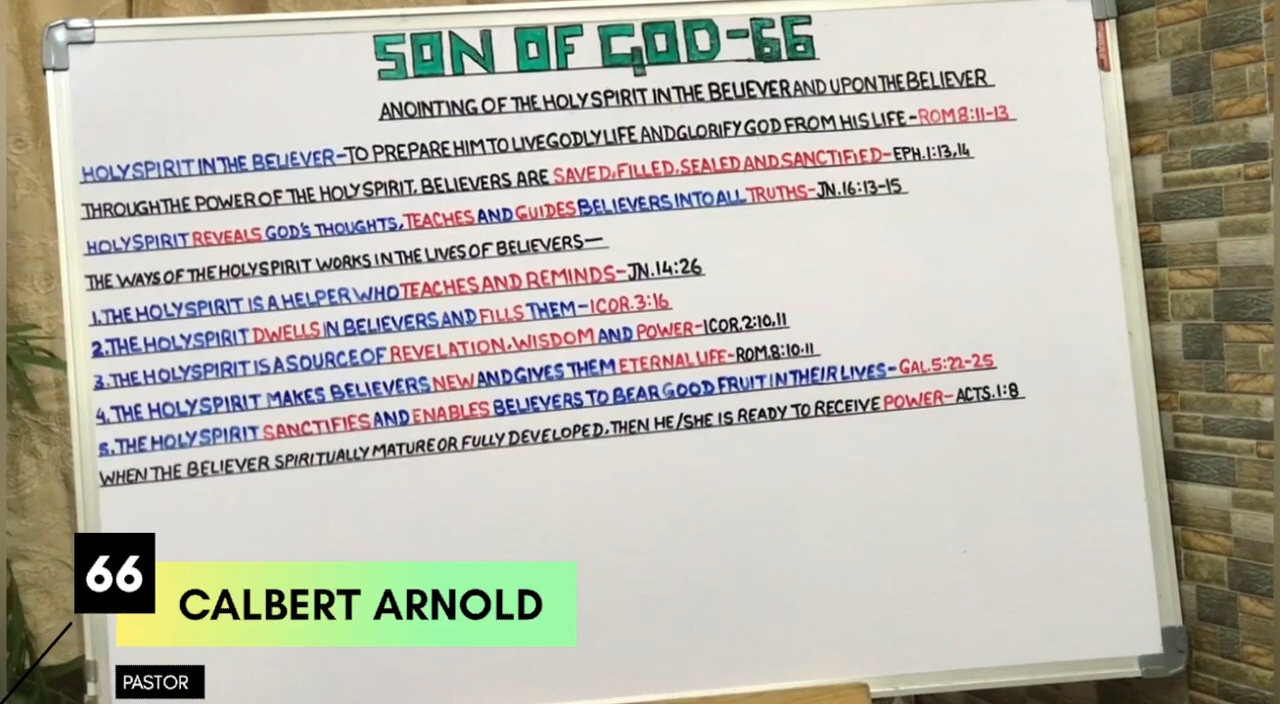 SON OF GOD-66
ANOINTING OF THE HOLY SPIRIT IN THE BELIEVER AND UPON THE BELIEVER
HOLY SPIRIT IN THE BELIEVER-TO PREPARE HIM TO LIVE GODLY LIFE AND GLORIFY GOD FROM HIS LIFE-ROM 8:11-13
THROUGH THE POWER OF THE HOLY SPIRIT, BELIEVERS ARE SAVED, FILLED, SEALED AND SANCTIFIED-EPH.1:13,14
HOLY SPIRIT REVEALS GOD'S THOUGHTS, TEACHES AND GUIDES BELIEVERS INTO ALL TRUTHS-JN.16:13-15
THE WAYS OF THE HOLY SPIRIT WORKS IN THE LIVES OF BELIEVERS—
1.THE HOLY SPIRIT IS A HELPER WHO TEACHES AND REMINDS-JN.14:26
2.THE HOLY SPIRIT DWELLS IN BELIEVERS AND FILLS THEM-ICOR.3:16
3.THE HOLY SPIRIT IS A SOURCE OF REVELATION, WISDOM AND POWER-ICOR.2:10,11
4.THE HOLY SPIRIT MAKES BELIEVERS NEW AND GIVES THEM ETERNAL LIFE-ROM.8:10.11
5.THE HOLY SPIRIT SANCTIFIES AND ENABLES BELIEVERS TO BEAR GOOD FRUIT IN THEIR LIVES-GAL.5:22-25
WHEN THE BELIEVER SPIRITUALLY MATURE OR FULLY DEVELOPED, THEN HE/SHE IS READY TO RECEIVE POWER-ACTS.1:8
66
CALBERT ARNOLD
PASTOR